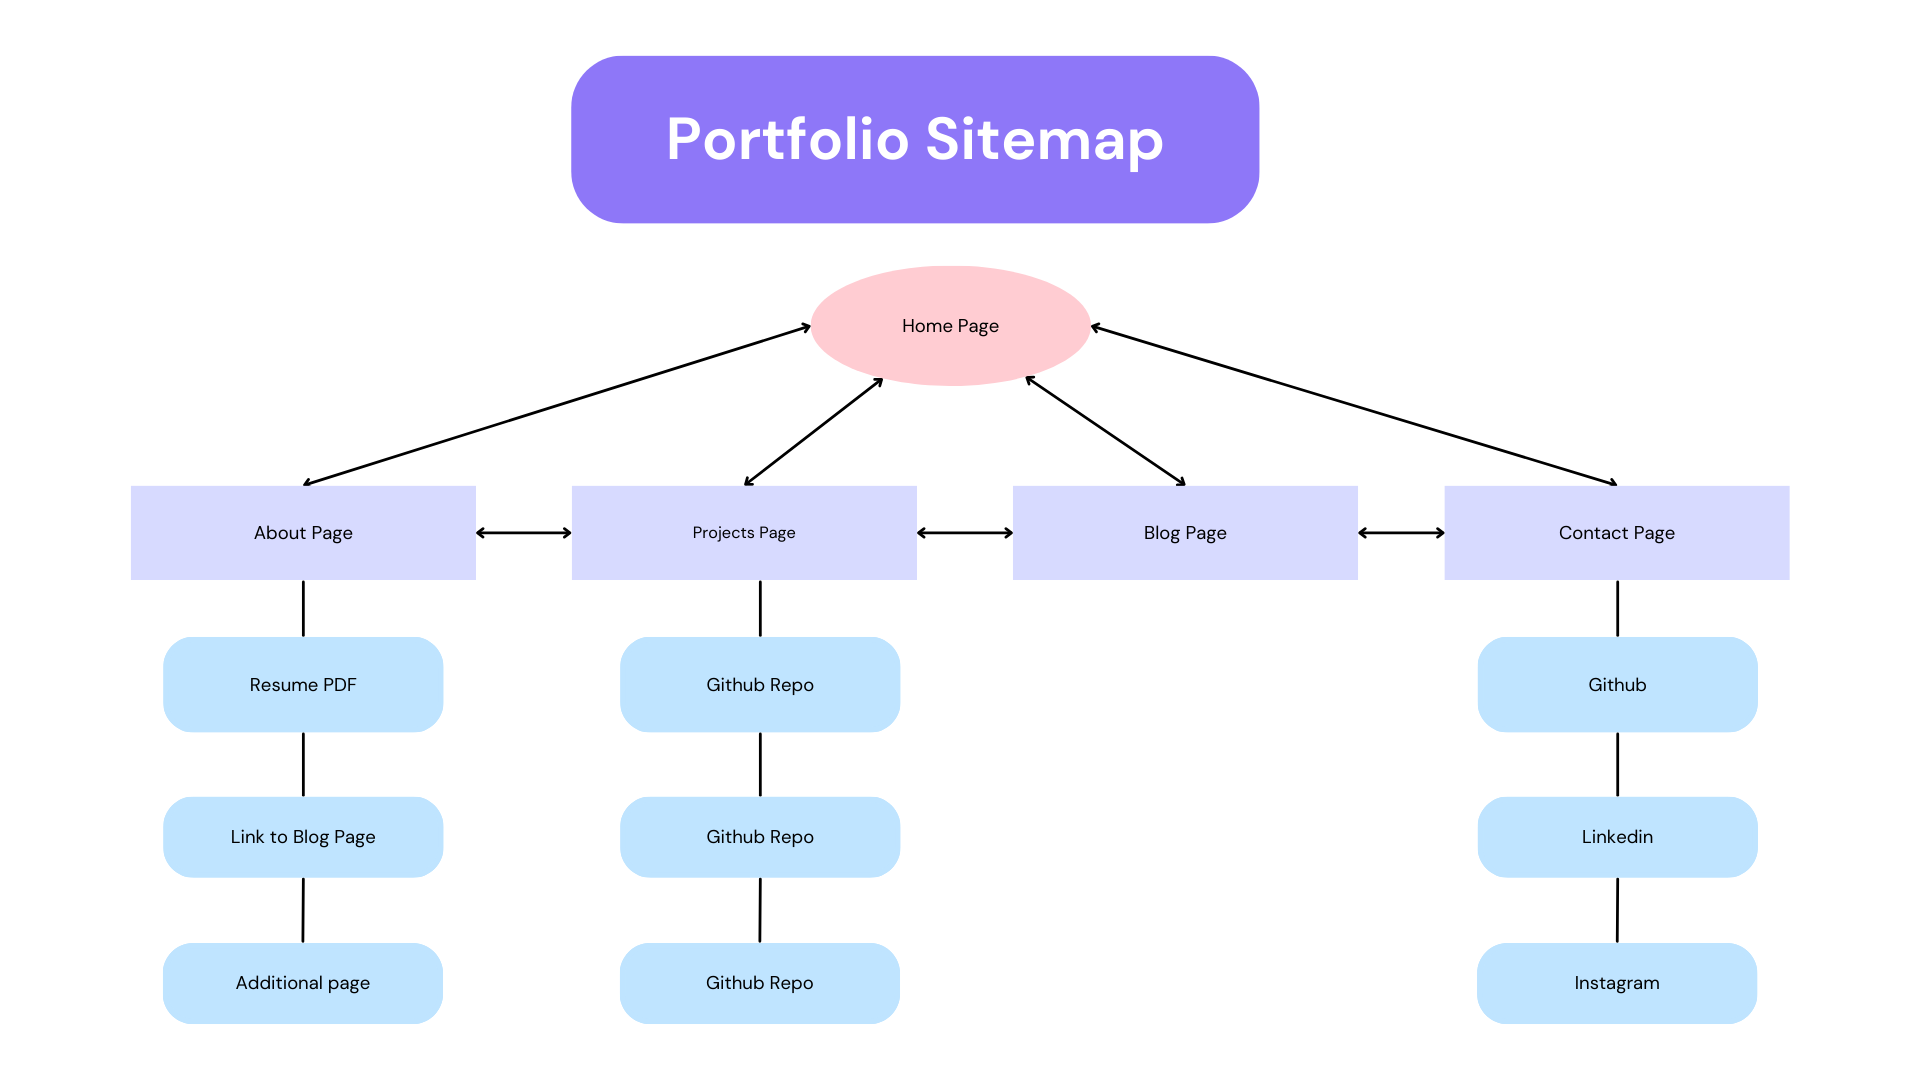 Portfolio Sitemap
Home Page
About Page
Projects Page
Blog Page
Contact Page
Resume PDF
Github Repo
Github
Link to Blog Page
Github Repo
Linkedin
Additional page
Github Repo
Instagram